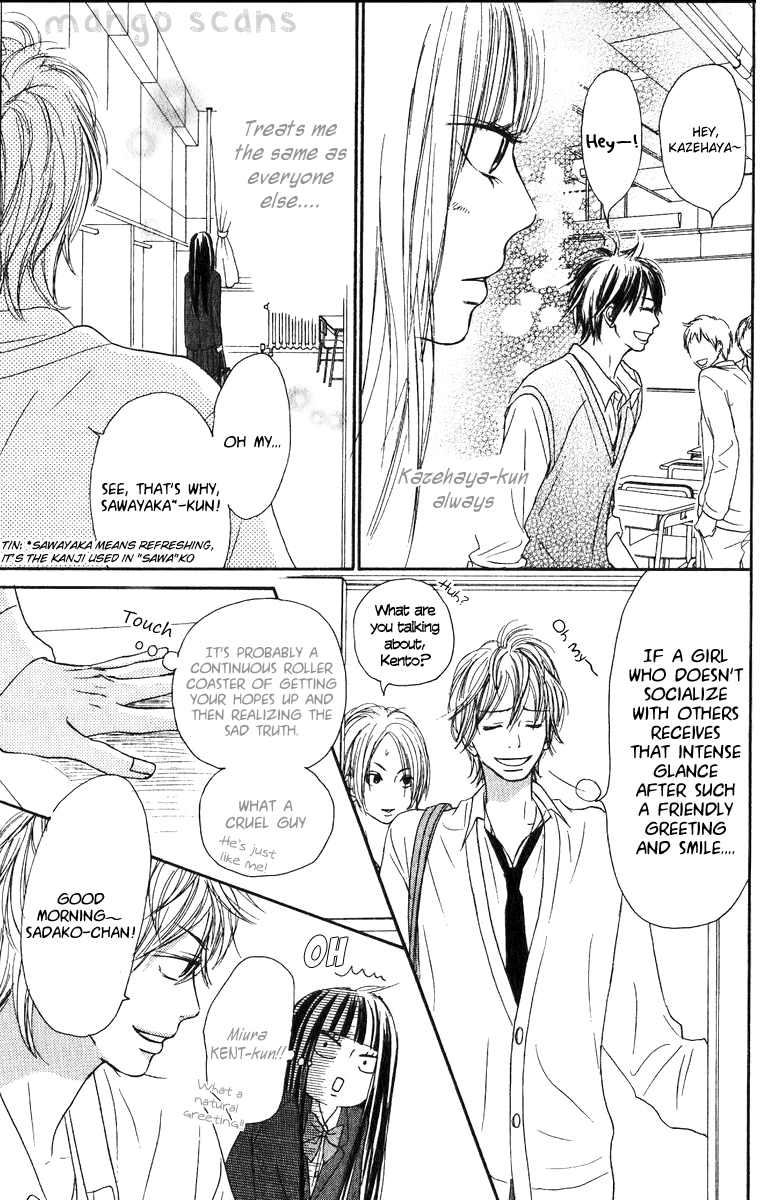 mango scans
HEY,
KAZEHAYA~
Hey—!
Kazehaya-kun
always
Treats me
the same as
everyone
else....
OH MY...
SEE, THAT'S WHY,
SAWAYAKA*-KUN!
T/N: *SAWAYAKA MEANS REFRESHING,
IT'S THE KANJI USED IN "SAWA"KO
IF A GIRL
WHO DOESN'T
SOCIALIZE
WITH OTHERS
RECEIVES
THAT INTENSE
GLANCE
AFTER SUCH
A FRIENDLY
GREETING
AND SMILE....
Oh my~
Huh?
What are
you talking
about,
Kento?
Touch
IT'S PROBABLY A
CONTINUOUS ROLLER
COASTER OF GETTING
YOUR HOPES UP AND
THEN REALIZING THE
SAD TRUTH.
WHAT A
CRUEL GUY
He's just
like me!
GOOD
MORNING~
SADAKO-CHAN!
OH
Miura
KENT-kun!!
What a
natural
greeting!!